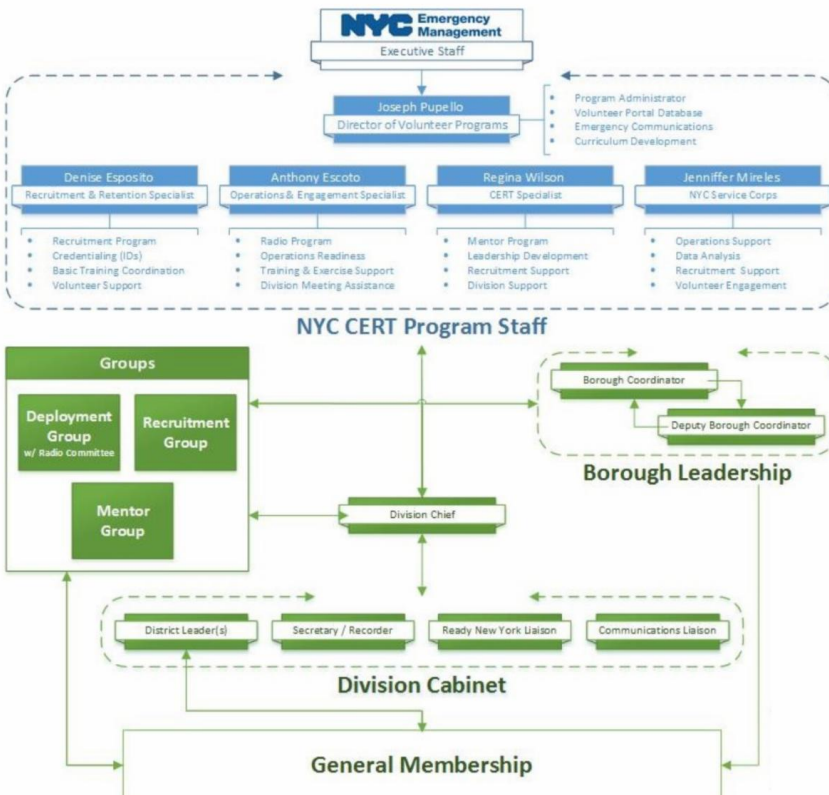 NYC Emergency
Management
Executive Staff
Joseph Pupello
Director of Volunteer Programs
Program Administrator
Volunteer Portal Database
Emergency Communications
Curriculum Development
Denise Esposito
Recruitment & Retention Specialist
Recruitment Program
Credentialing (IDs)
Basic Training Coordination
Volunteer Support
Anthony Escoto
Operations & Engagement Specialist
Radio Program
Operations Readiness
Training & Exercise Support
Division Meeting Assistance
Regina Wilson
CERT Specialist
Mentor Program
Leadership Development
Recruitment Support
Division Support
Jenniffer Mireles
NYC Service Corps
Operations Support
Data Analysis
Recruitment Support
Volunteer Engagement
NYC CERT Program Staff
Groups
Deployment
Group
w/ Radio Committee
Recruitment
Group
Mentor
Group
Borough Coordinator
Deputy Borough Coordinator
Borough Leadership
Division Chief
District Leader(s)
Secretary / Recorder
Ready New York Liaison
Communications Liaison
Division Cabinet
General Membership